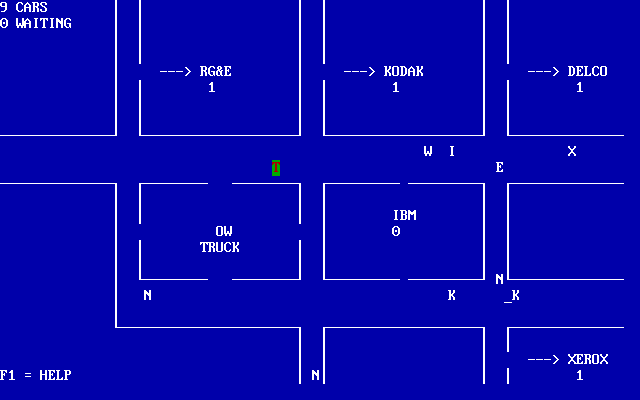 9 CARS
0 WAITING
---> RG&E
1
---> KODAK
1
---> DELCO
1
W I
X
E
IBM
0
OW
TRUCK
N
N
K
_K
---> XEROX
1
F1 = HELP
N